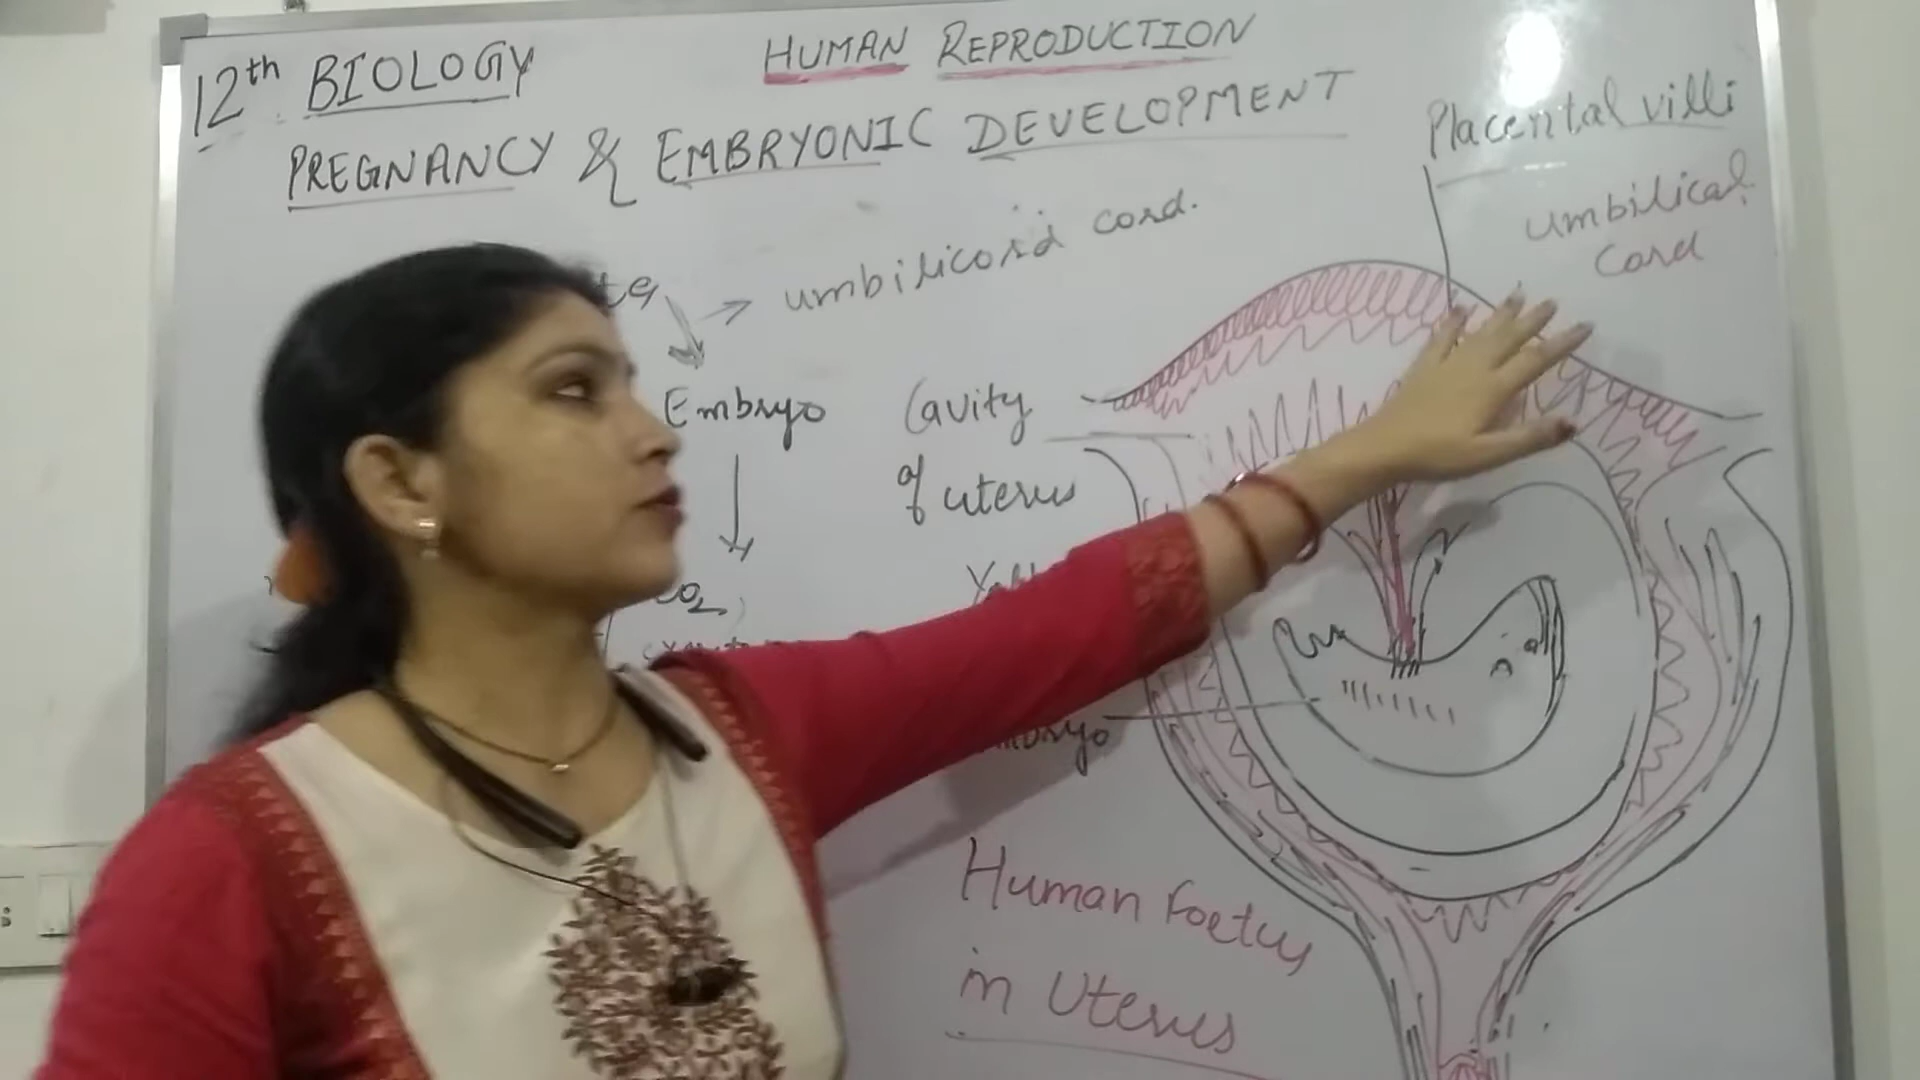 12th BIOLOGY
HUMAN REPRODUCTION
PREGNANCY & EMBRYONIC DEVELOPMENT
Placental villi
umbilical
cord
umbilicord cord.
Embryo
Cavity
of uterus
CO2
Human Foetus
in Uterus